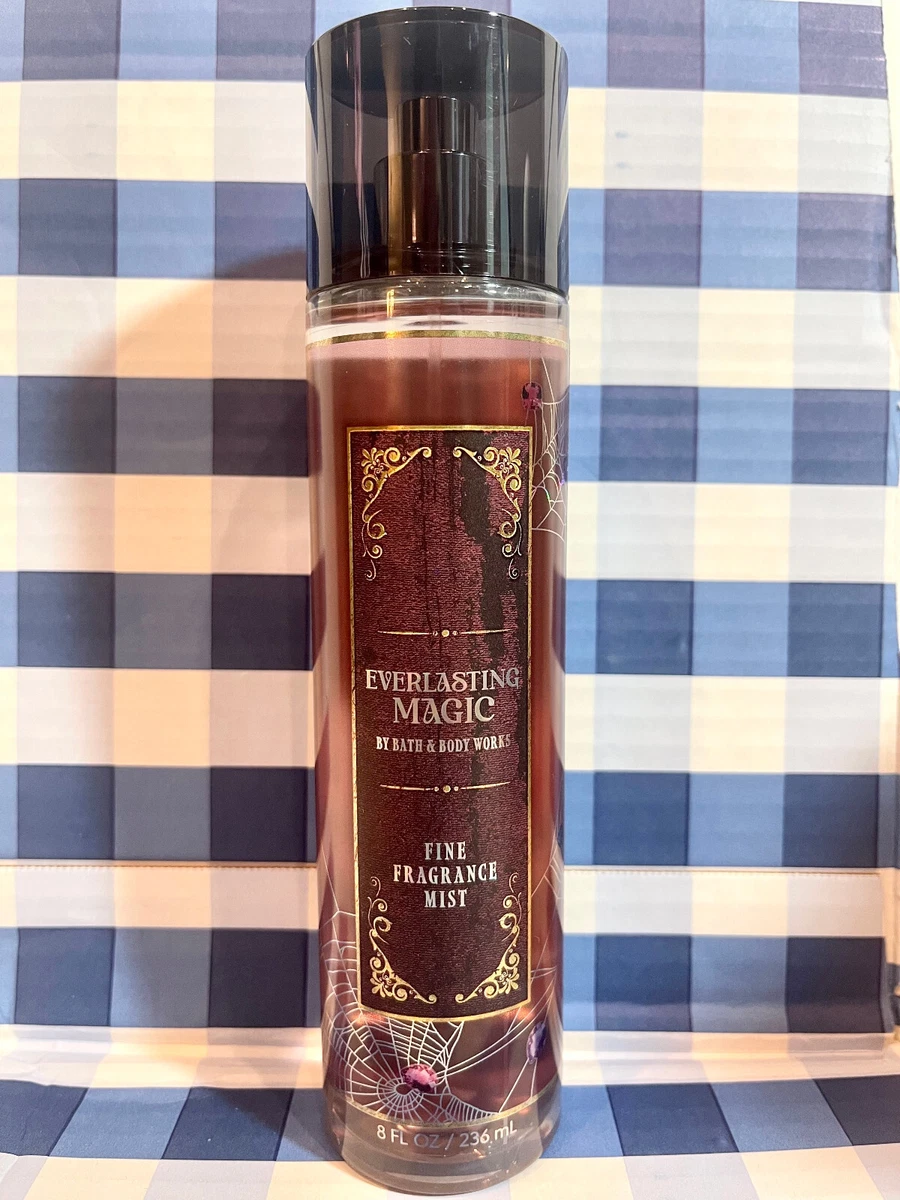 EVERLASTING
MAGIC
BY BATH & BODY WORKS
FINE
FRAGRANCE
MIST
8 FL OZ / 236 mL